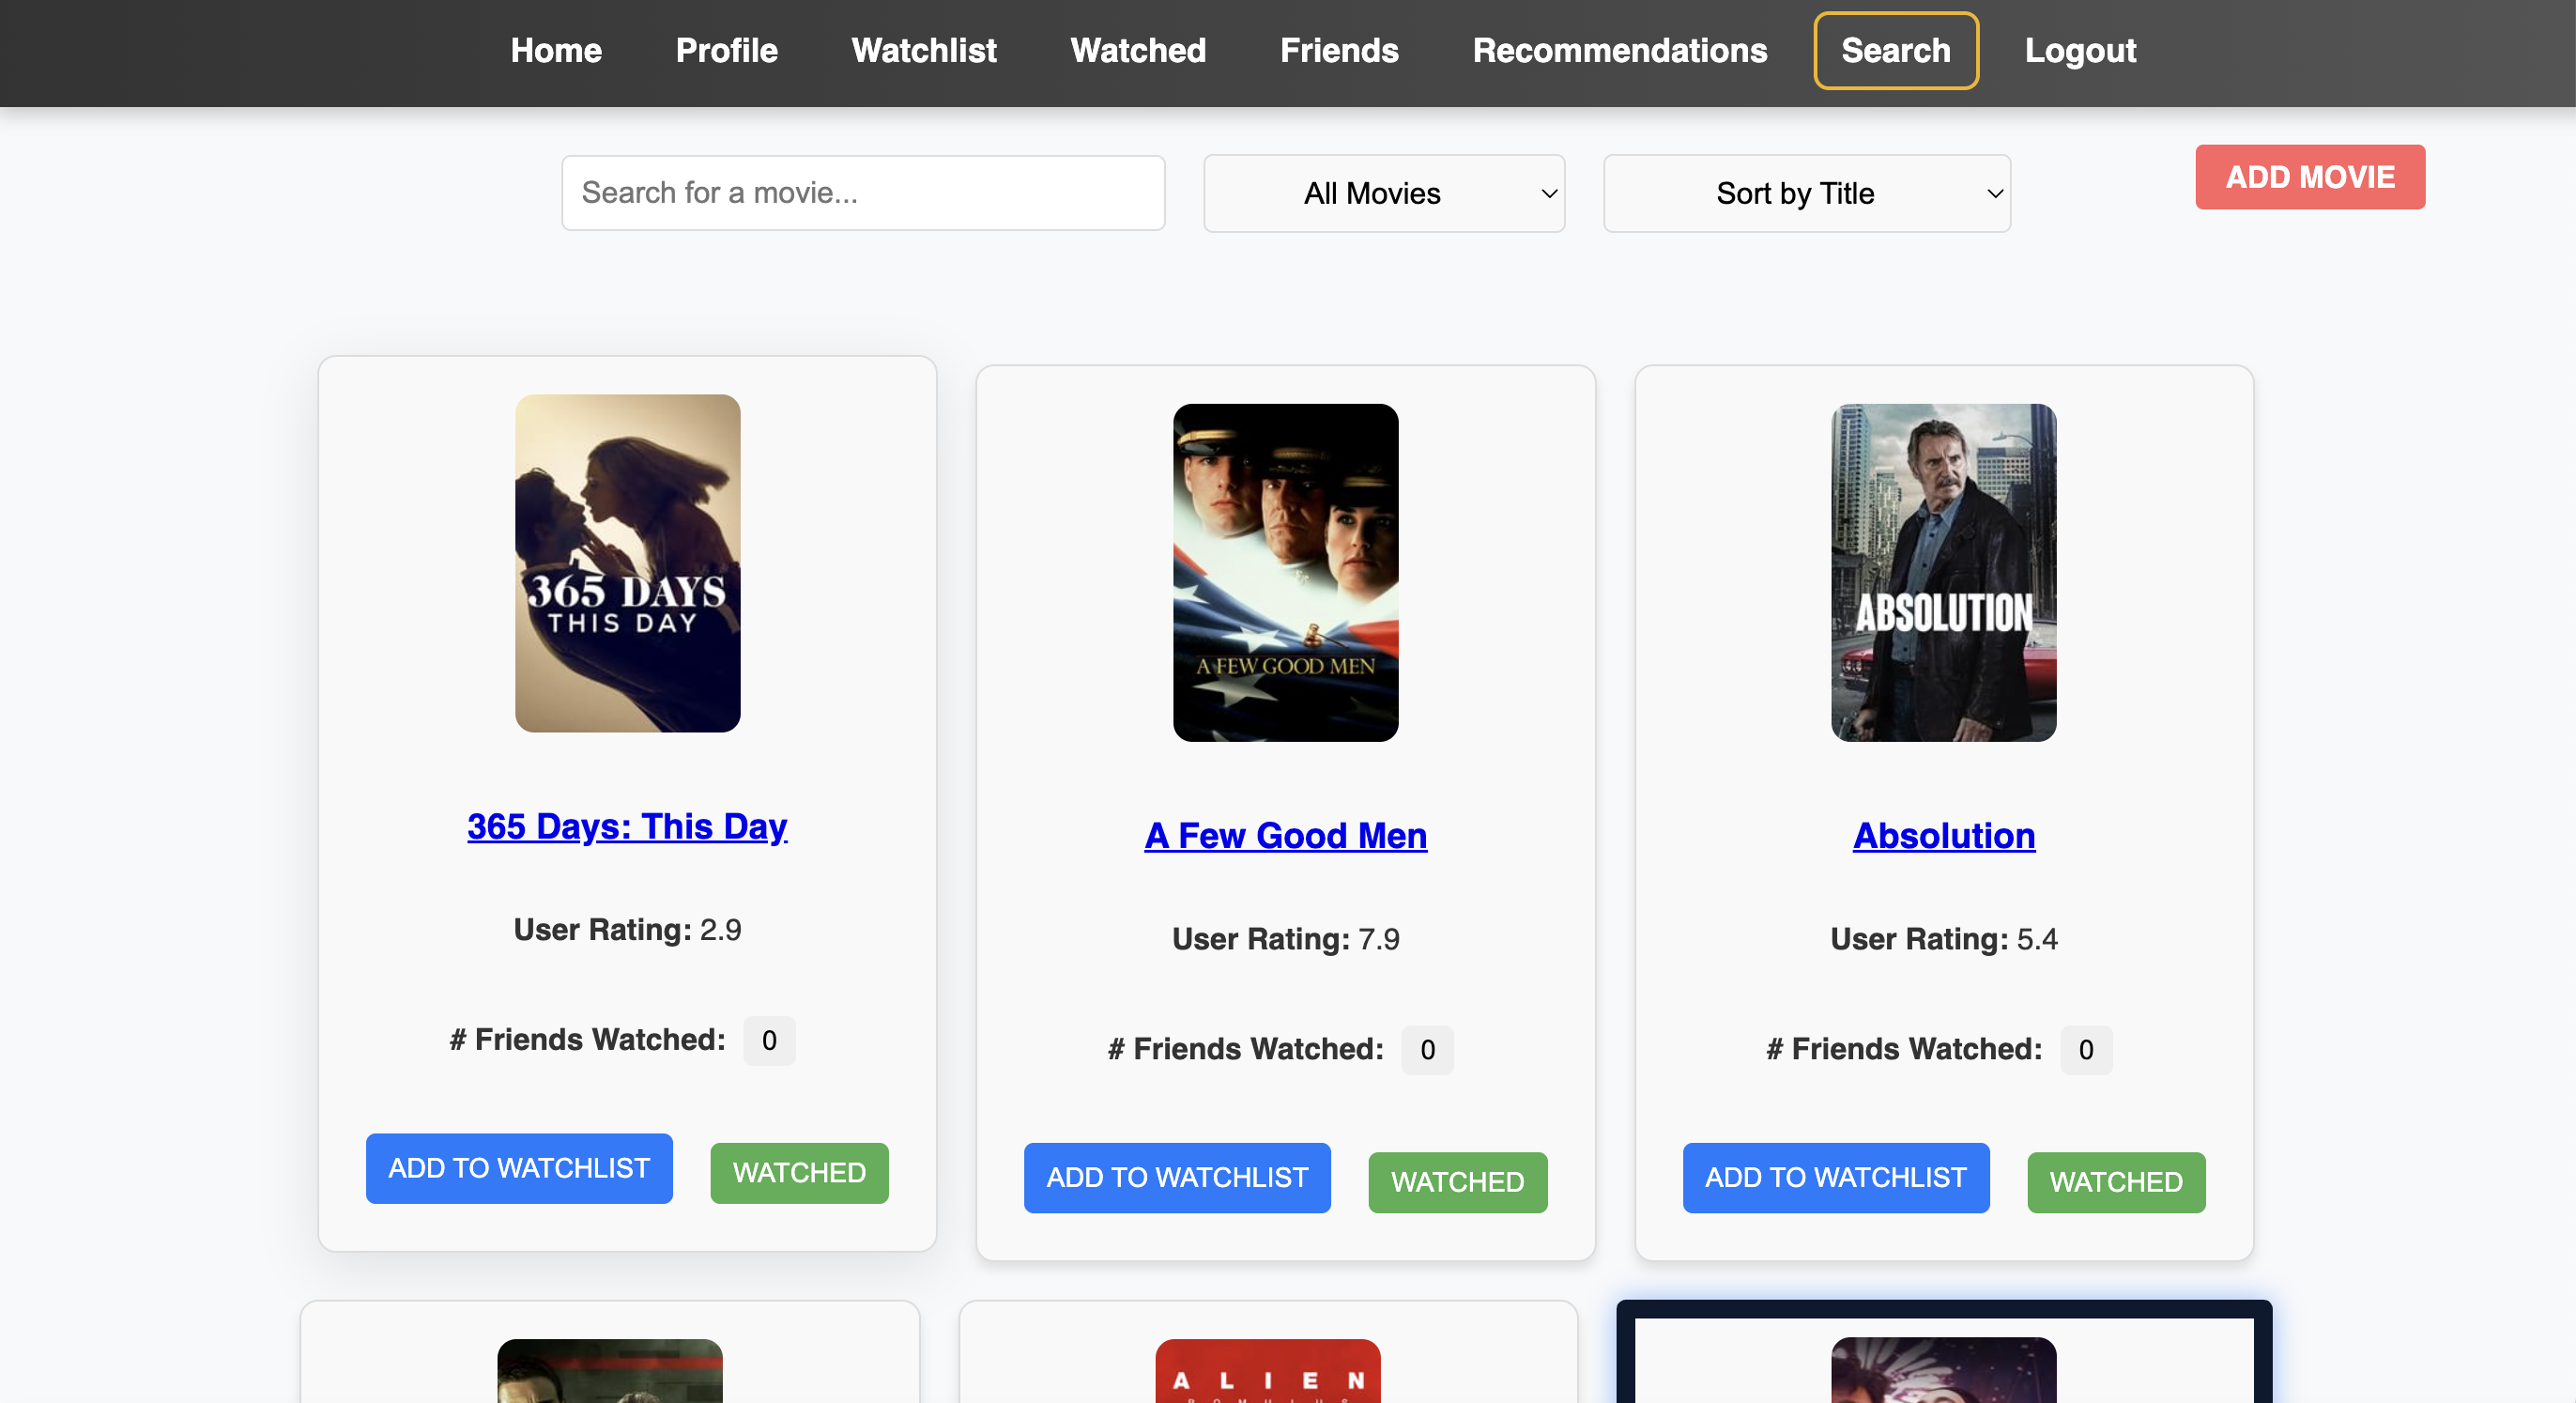 Home Profile Watchlist Watched Friends Recommendations Search Logout
Search for a movie... All Movies Sort by Title ADD MOVIE
365 DAYS
THIS DAY
A FEW GOOD MEN
ABSOLUTION
365 Days: This Day
A Few Good Men
Absolution
User Rating: 2.9
User Rating: 7.9
User Rating: 5.4
# Friends Watched: 0
# Friends Watched: 0
# Friends Watched: 0
ADD TO WATCHLIST WATCHED
ADD TO WATCHLIST WATCHED
ADD TO WATCHLIST WATCHED
ALIEN